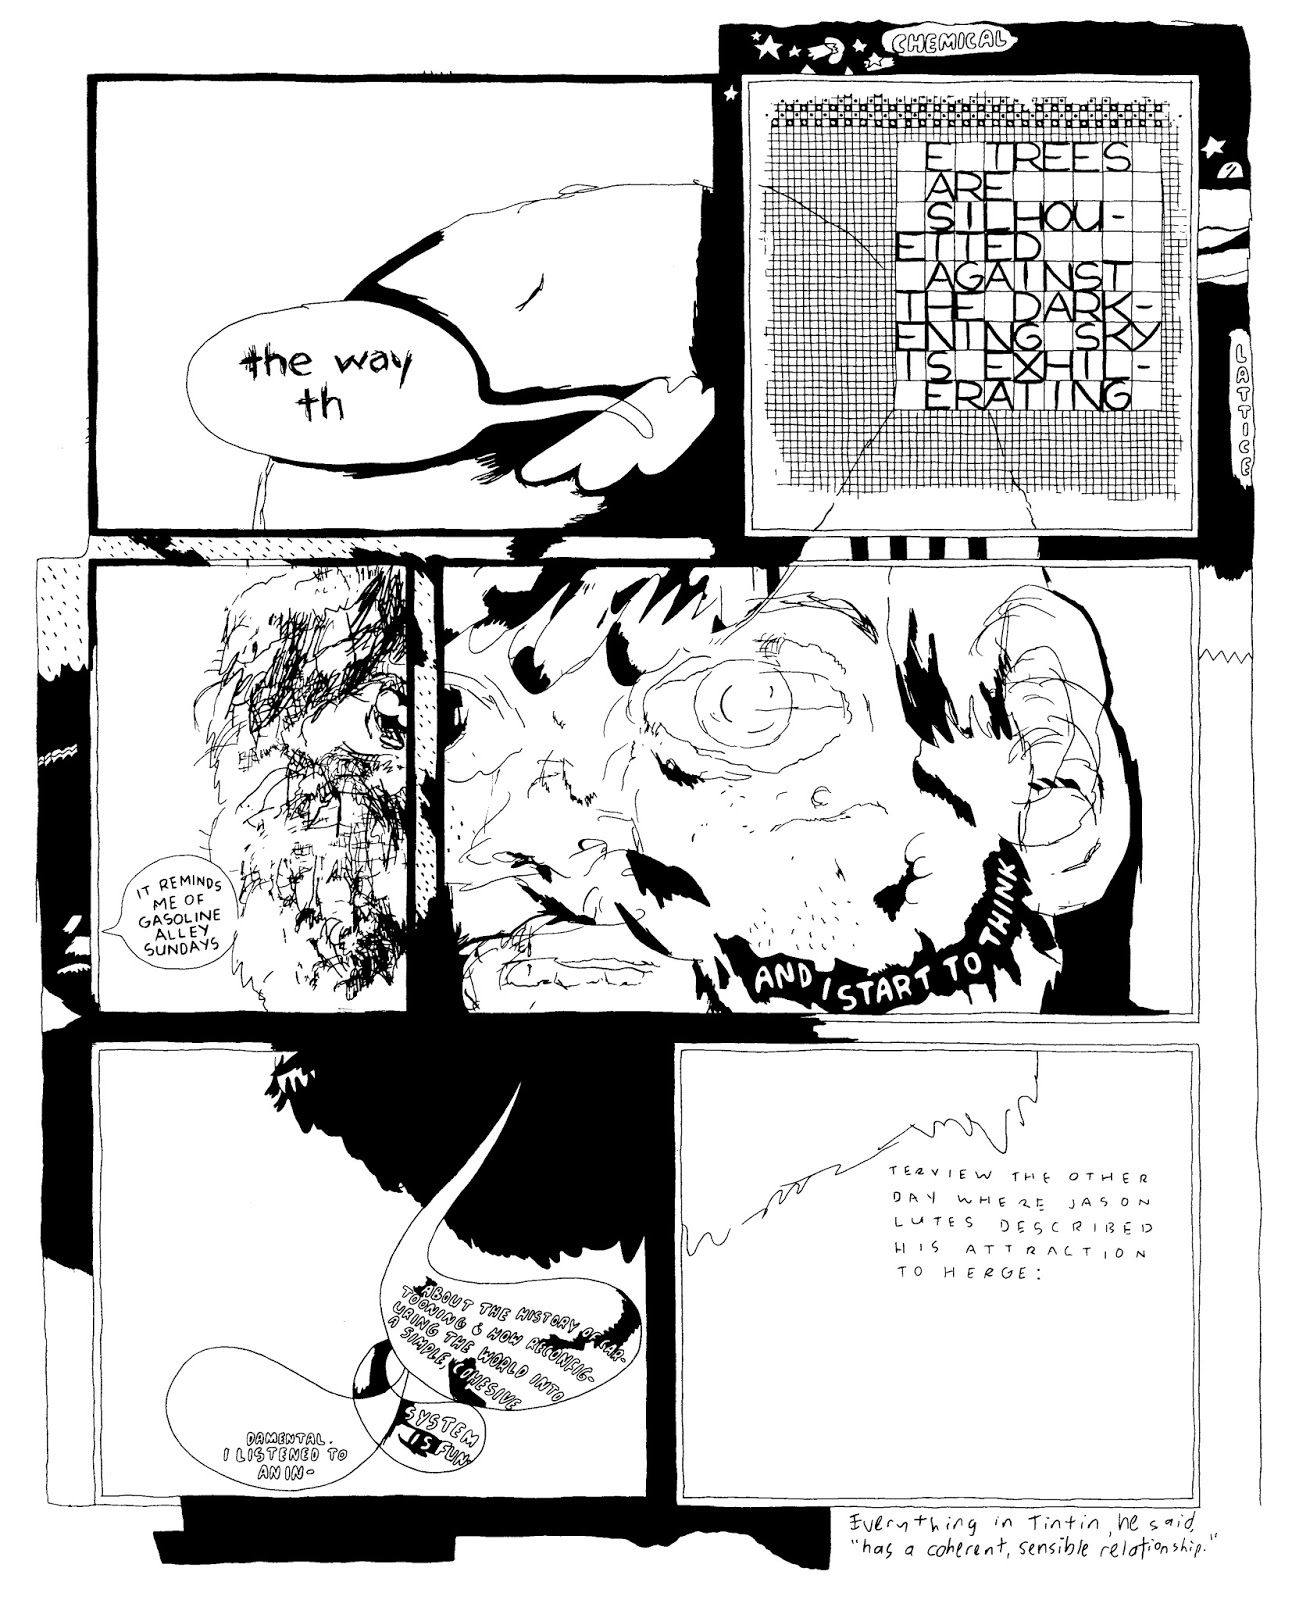 CHEMICAL
LATTICE
the way
th
E TREES
ARE
SILHOU-
ETTED
AGAINST
THE DARK-
ENING SKY
IS EXHIL-
ERATING
IT REMINDS
ME OF
GASOLINE
ALLEY
SUNDAYS
AND I START TO THINK
ABOUT THE HISTORY OF CAR-
TOONING & HOW RECONFIG-
URING THE WORLD INTO
A SIMPLE, COHESIVE
SYSTEM
IS FUN-
DAMENTAL.
I LISTENED TO
AN IN-
TERVIEW THE OTHER
DAY WHERE JASON
LUTES DESCRIBED
HIS ATTRACTION
TO HERGE:
Everything in Tintin, he said,
"has a coherent, sensible relationship."